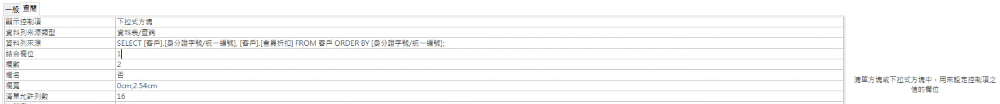 一般 查閱
顯示控制項 下拉式方塊
資料列來源類型 資料表/查詢
資料列來源 SELECT [客戶].[身分證字號/統一編號], [客戶].[會員折扣] FROM 客戶 ORDER BY [身分證字號/統一編號];
結合欄位 1
欄數 2
欄名 否
欄寬 0cm;2.54cm
清單允許列數 16
清單方塊或下拉式方塊中，用來設定控制項之
值的欄位